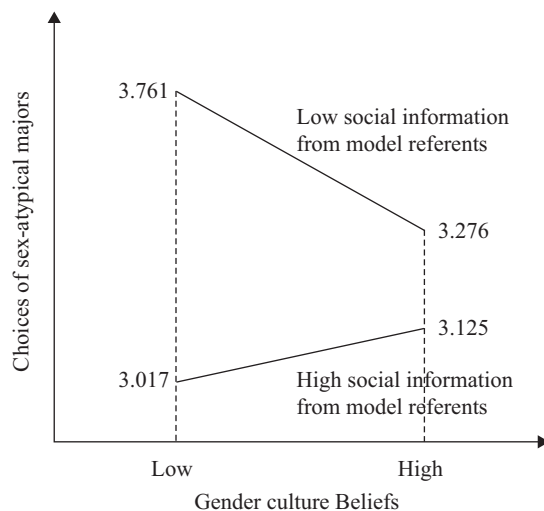 Choices of sex-atypical majors
3.761
Low social information
from model referents
3.276
3.125
3.017
High social information
from model referents
Low
High
Gender culture Beliefs